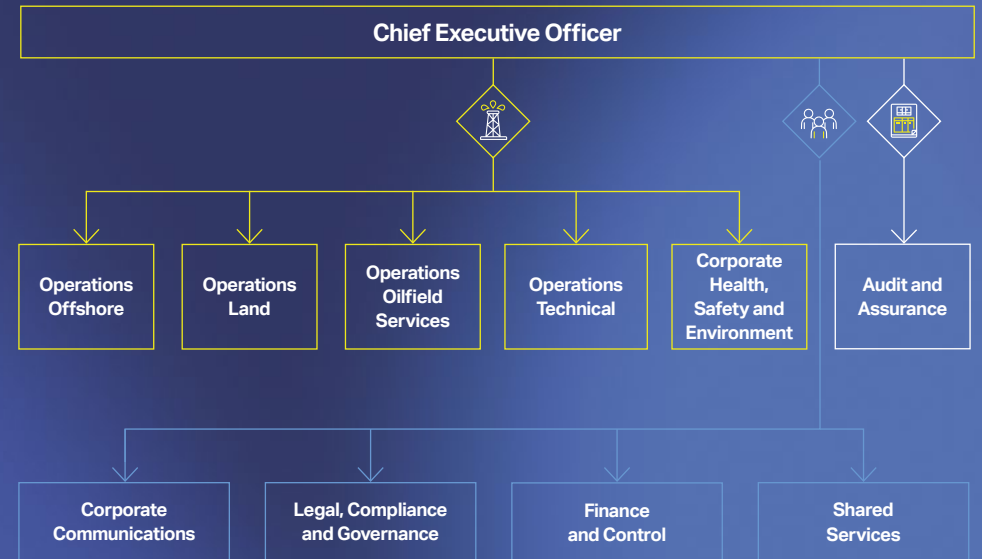 Chief Executive Officer
Operations
Offshore
Operations
Land
Operations
Oilfield
Services
Operations
Technical
Corporate
Health,
Safety and
Environment
Audit and
Assurance
Corporate
Communications
Legal, Compliance
and Governance
Finance
and Control
Shared
Services